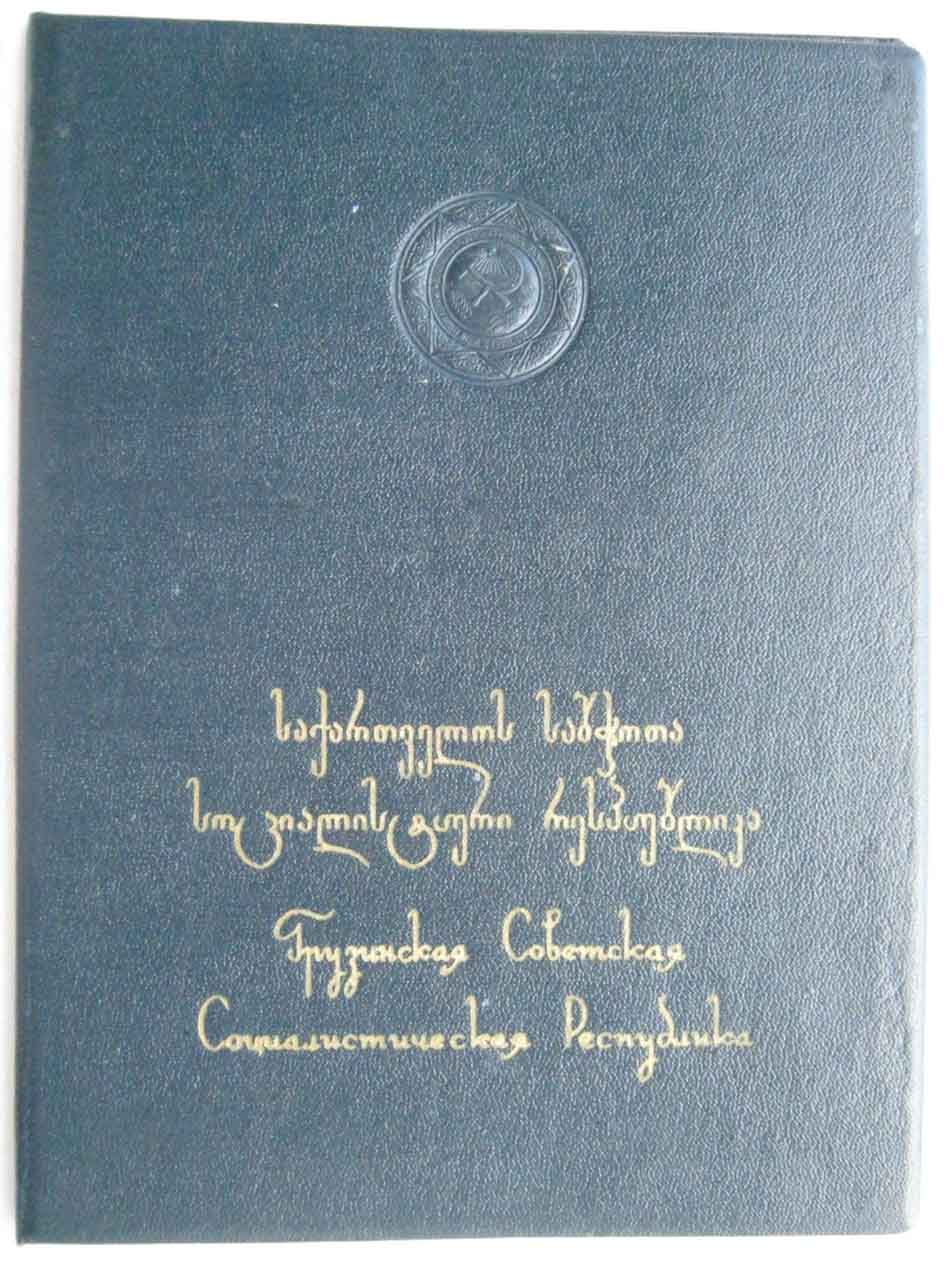 საქართველოს საბჭოთა
სოციალისტური რესპუბლიკა
Грузинская Советская
Социалистическая Республика